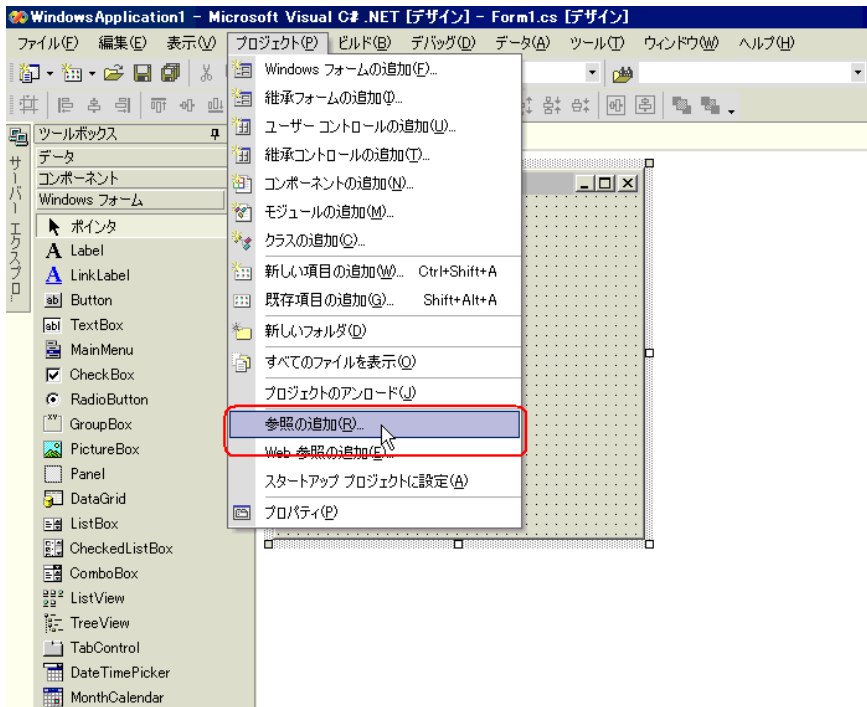 WindowsApplication1 - Microsoft Visual C# .NET [デザイン] - Form1.cs [デザイン]
ファイル(F) 編集(E) 表示(V) プロジェクト(P) ビルド(B) デバッグ(D) データ(A) ツール(T) ウィンドウ(W) ヘルプ(H)
サーバー エクスプロ...
ツールボックス
データ
コンポーネント
Windows フォーム
ポインタ
A Label
A LinkLabel
ab Button
abl TextBox
MainMenu
CheckBox
RadioButton
XV GroupBox
PictureBox
Panel
DataGrid
ListBox
CheckedListBox
ComboBox
ListView
TreeView
TabControl
DateTimePicker
MonthCalendar
Windows フォームの追加(F)...
継承フォームの追加(I)...
ユーザー コントロールの追加(U)...
継承コントロールの追加(T)...
コンポーネントの追加(N)...
モジュールの追加(M)...
クラスの追加(C)...
新しい項目の追加(W)... Ctrl+Shift+A
既存項目の追加(G)... Shift+Alt+A
新しいフォルダ(D)
すべてのファイルを表示(O)
プロジェクトのアンロード(J)
参照の追加(R)...
Web 参照の追加(E)...
スタートアップ プロジェクトに設定(A)
プロパティ(P)